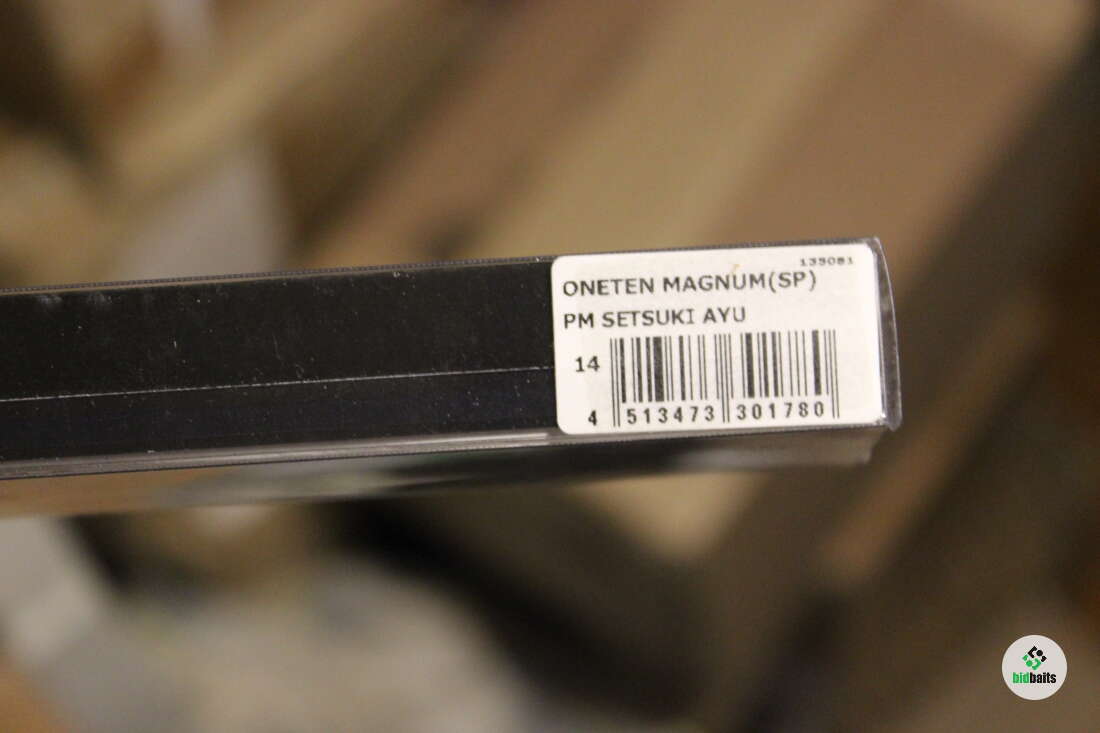 135081
ONETEN MAGNUM(SP)
PM SETSUKI AYU
14
4 513473 301780
bidbaits